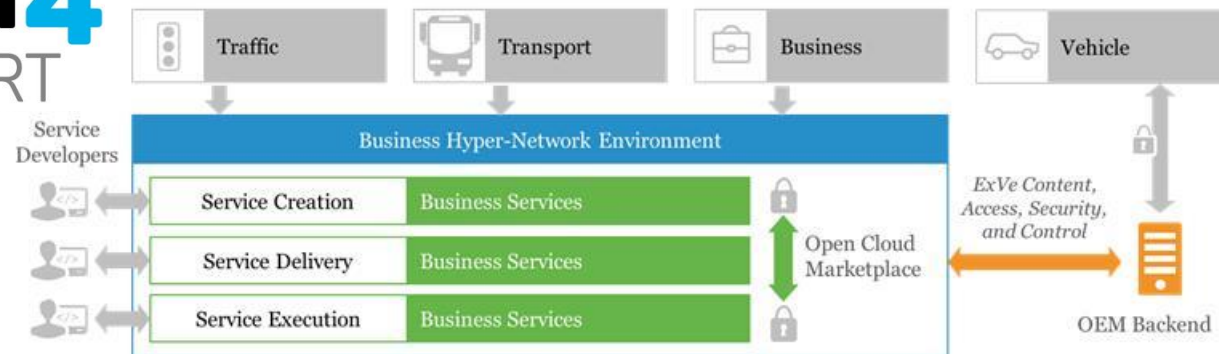 4
RT
Traffic
Transport
Business
Vehicle
Service
Developers
Business Hyper-Network Environment
Service Creation
Business Services
Service Delivery
Business Services
Service Execution
Business Services
Open Cloud
Marketplace
ExVe Content,
Access, Security,
and Control
OEM Backend